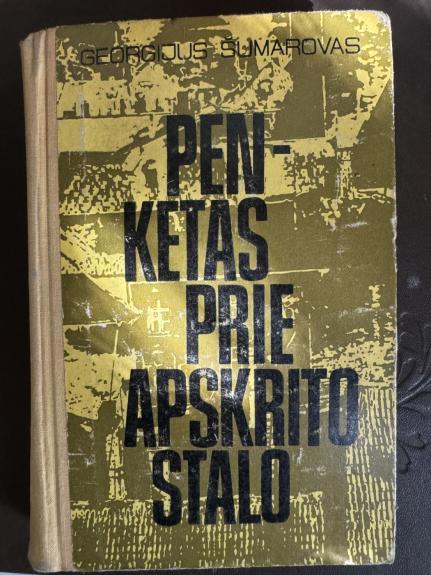 GEORGIJUS ŠUMAROVAS
PEN-
KETAS
PRIE
APSKRITO
STALO